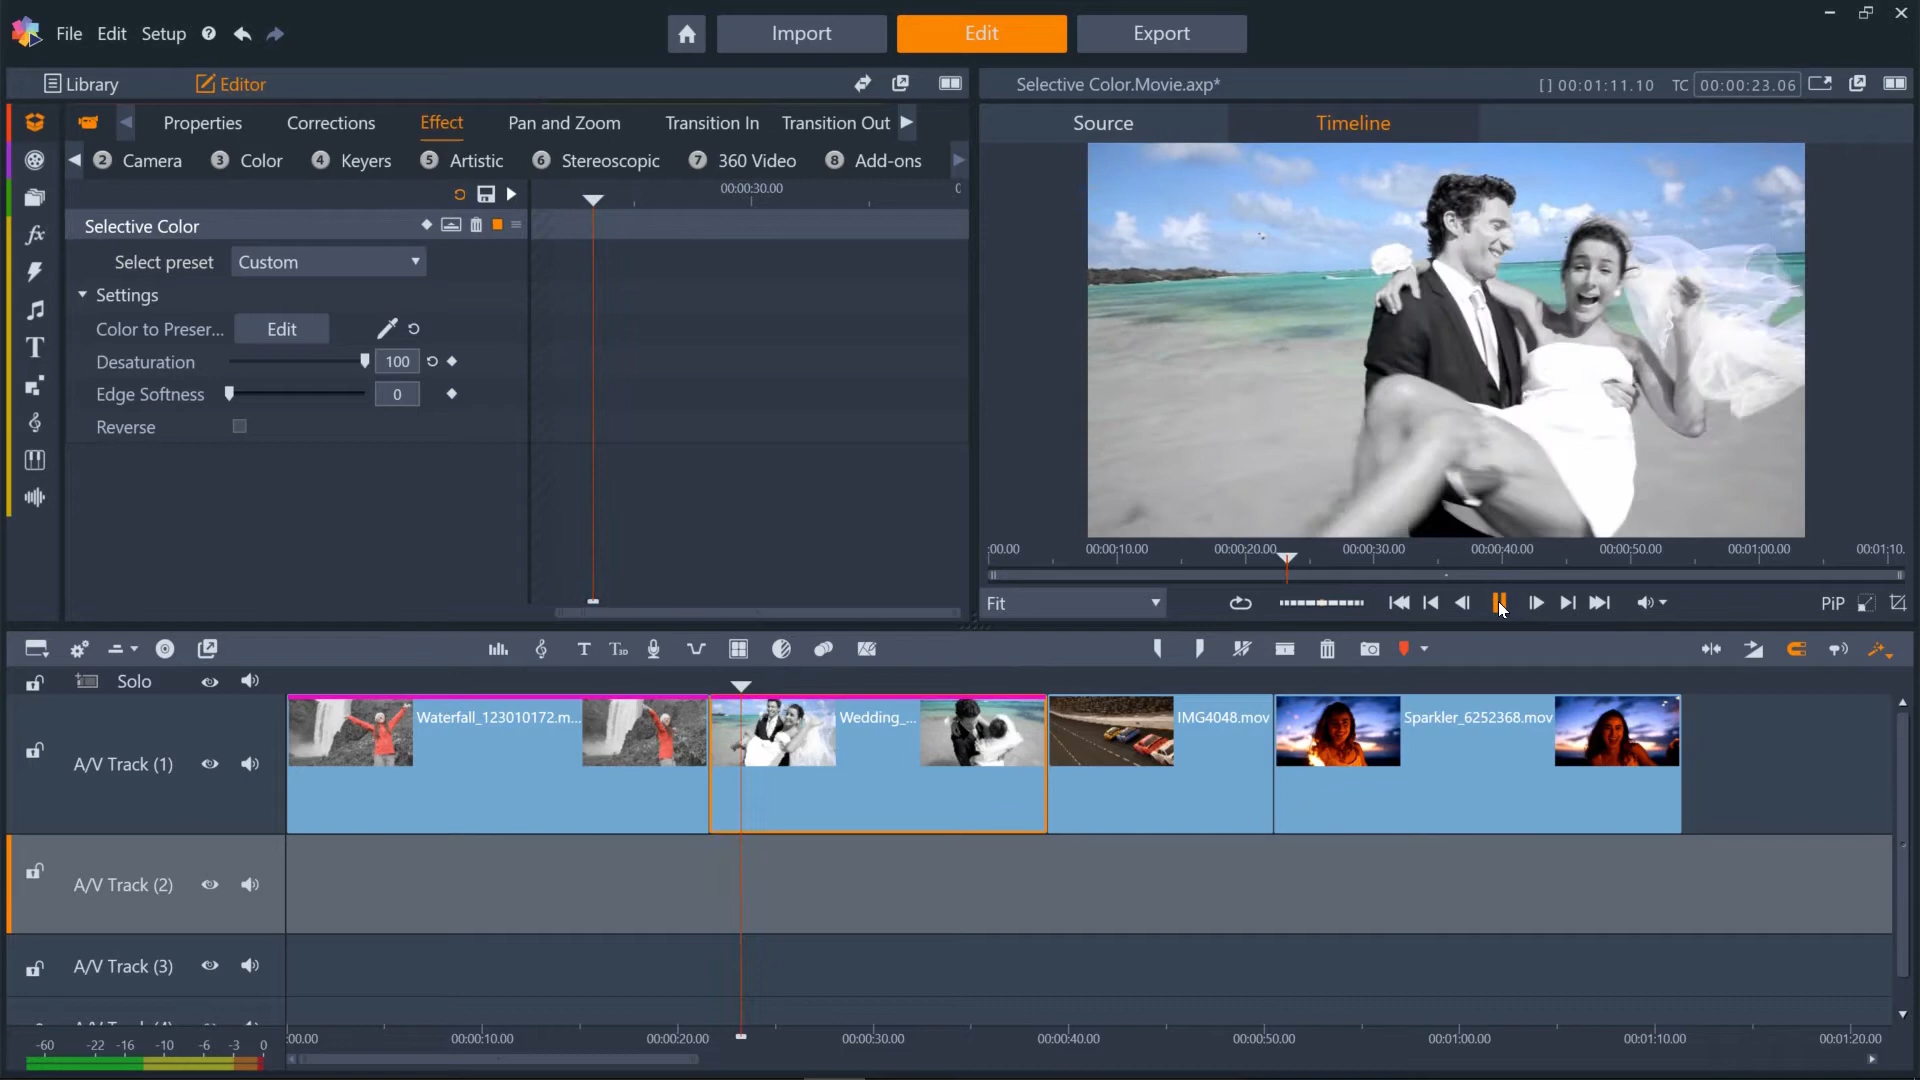 File Edit Setup ?
Import Edit Export
Library Editor
Selective Color.Movie.axp* [ ] 00:01:11.10 TC 00:00:23.06
Properties Corrections Effect Pan and Zoom Transition In Transition Out
Source Timeline
2 Camera 3 Color 4 Keyers 5 Artistic 6 Stereoscopic 7 360 Video 8 Add-ons
00:00:30.00 0
Selective Color
Select preset Custom
Settings
Color to Preser... Edit
Desaturation 100
Edge Softness 0
Reverse
:00.00 00:00:10.00 00:00:20.00 00:00:30.00 00:00:40.00 00:00:50.00 00:01:00.00 00:01:10.
Fit PiP
T T3D
Solo
A/V Track (1) Waterfall_123010172.m... Wedding_... IMG4048.mov Sparkler_6252368.mov
A/V Track (2)
A/V Track (3)
:00.00 00:00:10.00 00:00:20.00 00:00:30.00 00:00:40.00 00:00:50.00 00:01:00.00 00:01:10.00 00:01:20.00
-60 -22 -16 -10 -6 -3 0